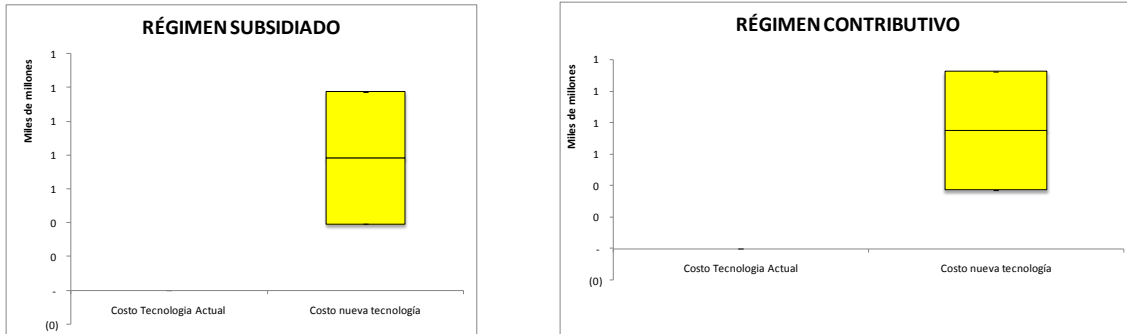 RÉGIMEN SUBSIDIADO
Miles de millones
1
1
1
1
1
0
0
-
(0)
Costo Tecnologia Actual
Costo nueva tecnología
RÉGIMEN CONTRIBUTIVO
Miles de millones
1
1
1
1
0
0
-
(0)
Costo Tecnologia Actual
Costo nueva tecnología